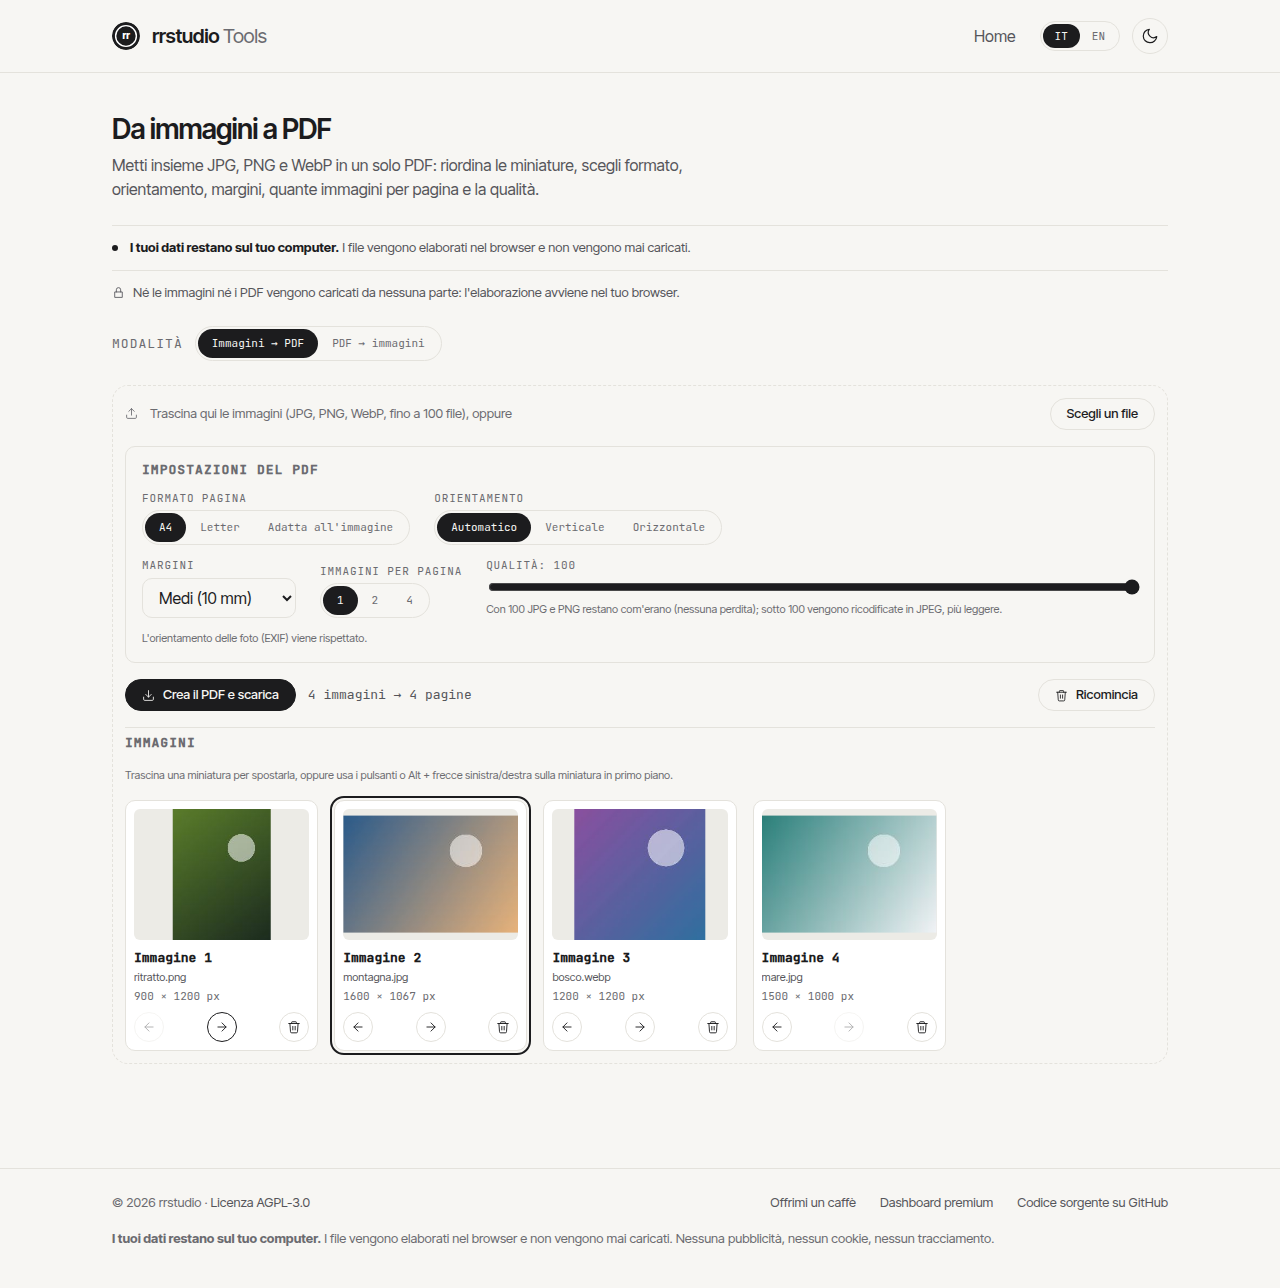 rr rrstudio Tools
Home
IT EN
Da immagini a PDF
Metti insieme JPG, PNG e WebP in un solo PDF: riordina le miniature, scegli formato,
orientamento, margini, quante immagini per pagina e la qualità.
I tuoi dati restano sul tuo computer. I file vengono elaborati nel browser e non vengono mai caricati.
Né le immagini né i PDF vengono caricati da nessuna parte: l'elaborazione avviene nel tuo browser.
MODALITÀ Immagini → PDF PDF → immagini
Trascina qui le immagini (JPG, PNG, WebP, fino a 100 file), oppure Scegli un file
IMPOSTAZIONI DEL PDF
FORMATO PAGINA ORIENTAMENTO
A4 Letter Adatta all'immagine Automatico Verticale Orizzontale
MARGINI IMMAGINI PER PAGINA QUALITÀ: 100
Medi (10 mm) 1 2 4
Con 100 JPG e PNG restano com'erano (nessuna perdita); sotto 100 vengono ricodificate in JPEG, più leggere.
L'orientamento delle foto (EXIF) viene rispettato.
Crea il PDF e scarica 4 immagini → 4 pagine Ricomincia
IMMAGINI
Trascina una miniatura per spostarla, oppure usa i pulsanti o Alt + frecce sinistra/destra sulla miniatura in primo piano.
Immagine 1 Immagine 2 Immagine 3 Immagine 4
ritratto.png montagna.jpg bosco.webp mare.jpg
900 × 1200 px 1600 × 1067 px 1200 × 1200 px 1500 × 1000 px
© 2026 rrstudio · Licenza AGPL-3.0 Offrimi un caffè Dashboard premium Codice sorgente su GitHub
I tuoi dati restano sul tuo computer. I file vengono elaborati nel browser e non vengono mai caricati. Nessuna pubblicità, nessun cookie, nessun tracciamento.